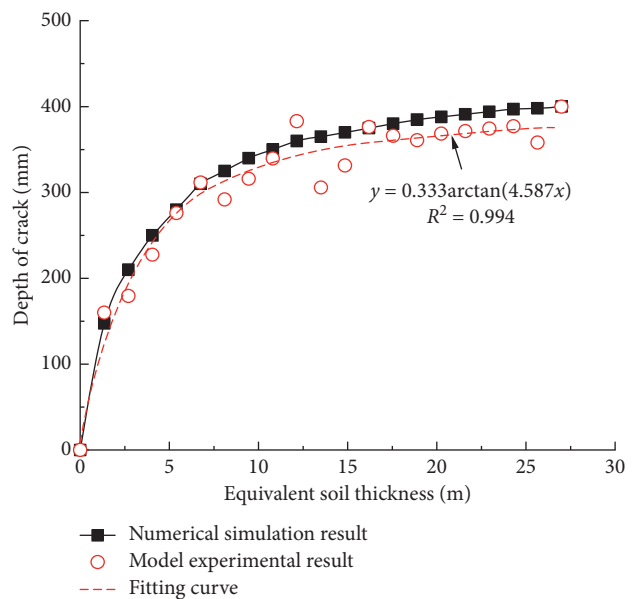 500
400
300
200
100
0
Depth of crack (mm)
y = 0.333arctan(4.587x)
R² = 0.994
0 5 10 15 20 25 30
Equivalent soil thickness (m)
Numerical simulation result
Model experimental result
Fitting curve